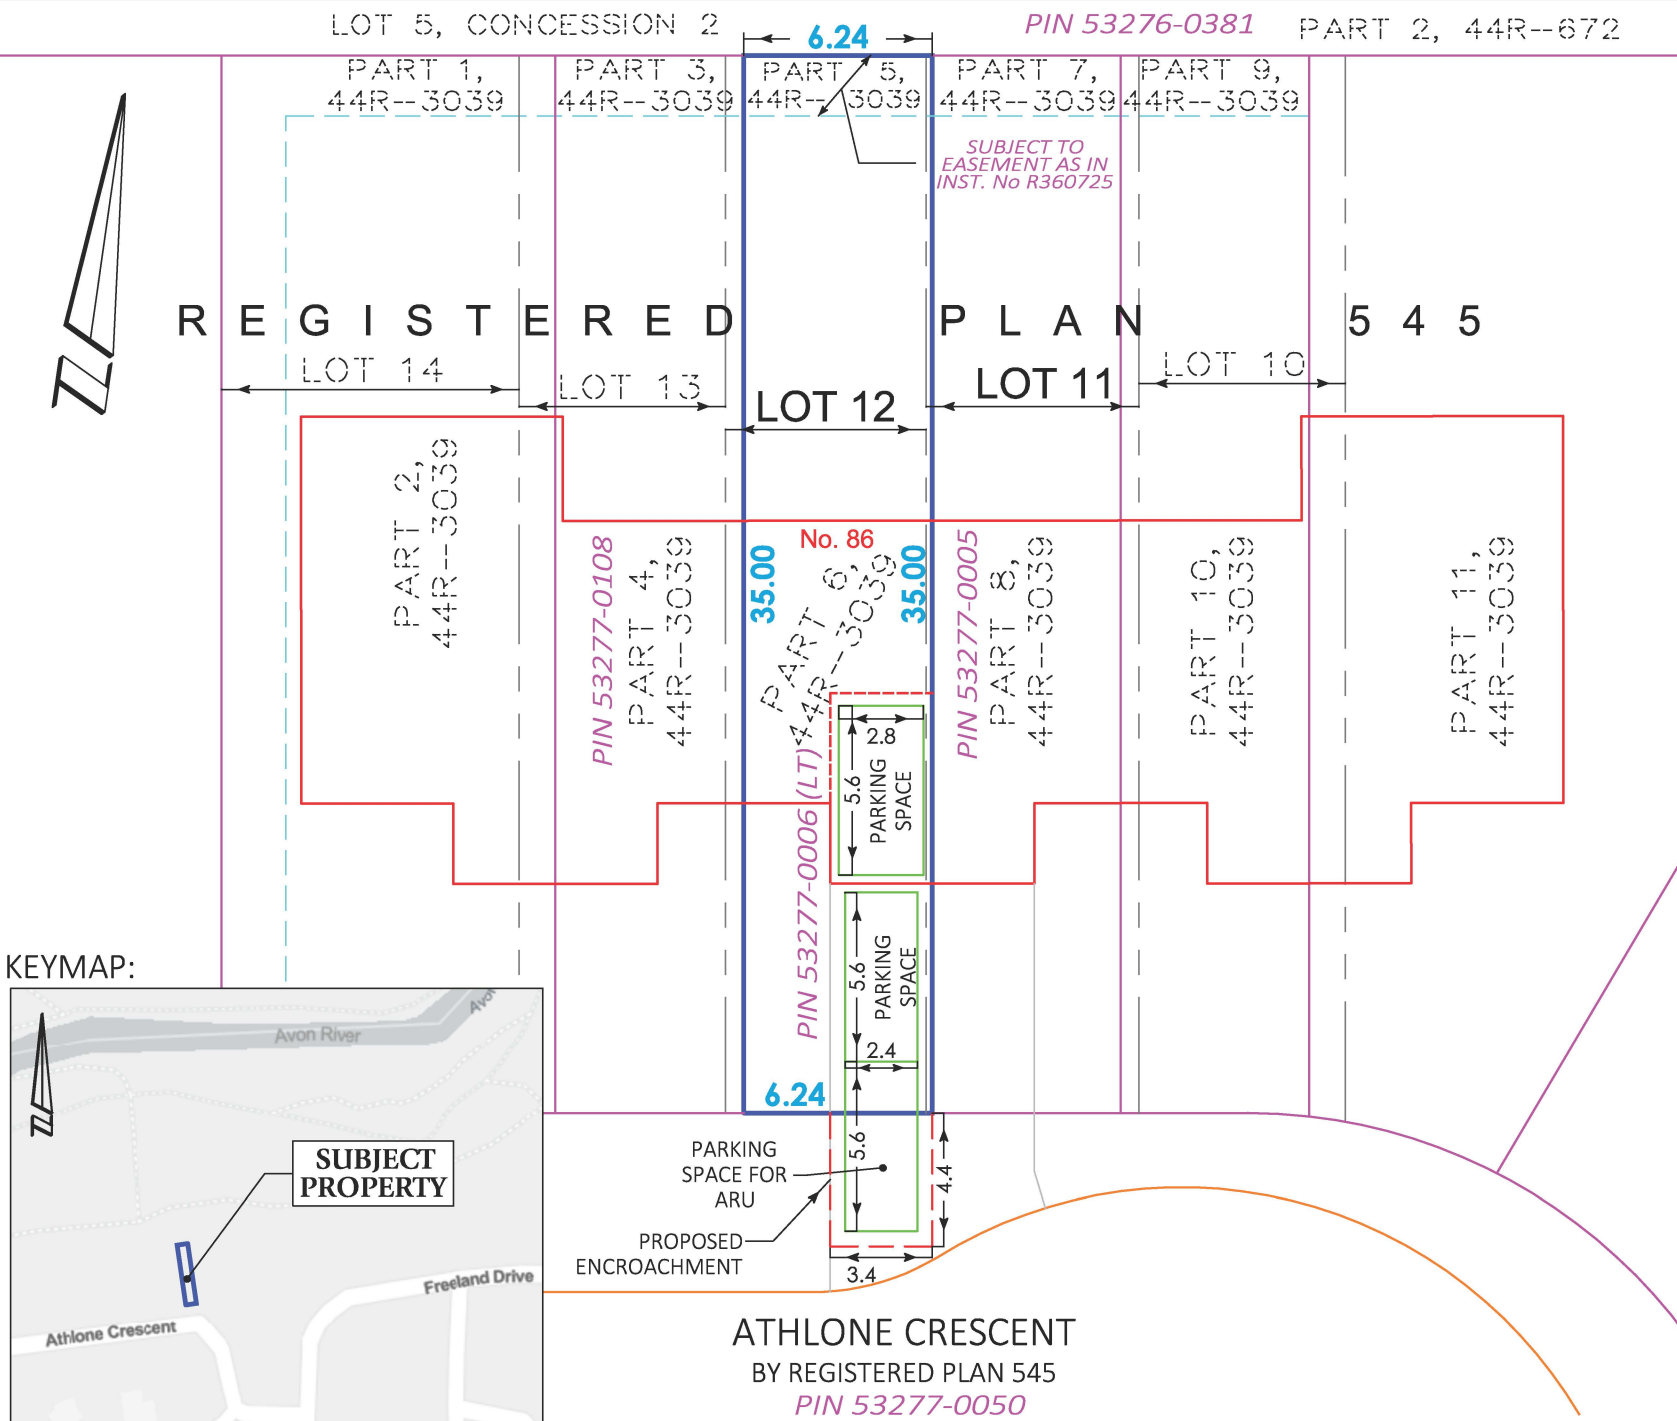 LOT 5, CONCESSION 2
6.24
PIN 53276-0381
PART 2, 44R--672
PART 1,
44R--3039
PART 3,
44R--3039
PART 5,
44R-- 3039
PART 7,
44R--3039
PART 9,
44R--3039
SUBJECT TO
EASEMENT AS IN
INST. No R360725
REGISTERED PLAN 545
LOT 14
LOT 13
LOT 12
LOT 11
LOT 10
PART 2,
44R--3039
PIN 53277-0108
PART 4,
44R--3039
No. 86
35.00
35.00
PART 6,
44R--3039
PIN 53277-0006 (LT)
PIN 53277-0005
PART 8,
44R--3039
PART 10,
44R--3039
PART 11,
44R--3039
2.8
5.6
PARKING
SPACE
5.6
PARKING
SPACE
2.4
6.24
5.6
PARKING
SPACE FOR
ARU
4.4
PROPOSED
ENCROACHMENT
3.4
ATHLONE CRESCENT
BY REGISTERED PLAN 545
PIN 53277-0050
KEYMAP:
Avon River
Avon
SUBJECT
PROPERTY
Freeland Drive
Athlone Crescent